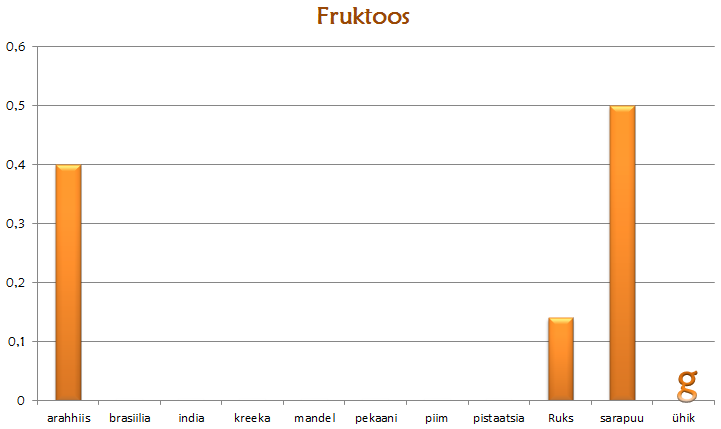 Fruktoos
0,6
0,5
0,4
0,3
0,2
0,1
0
g
arahhiis brasiilia india kreeka mandel pekaani piim pistaatsia Ruks sarapuu ühik